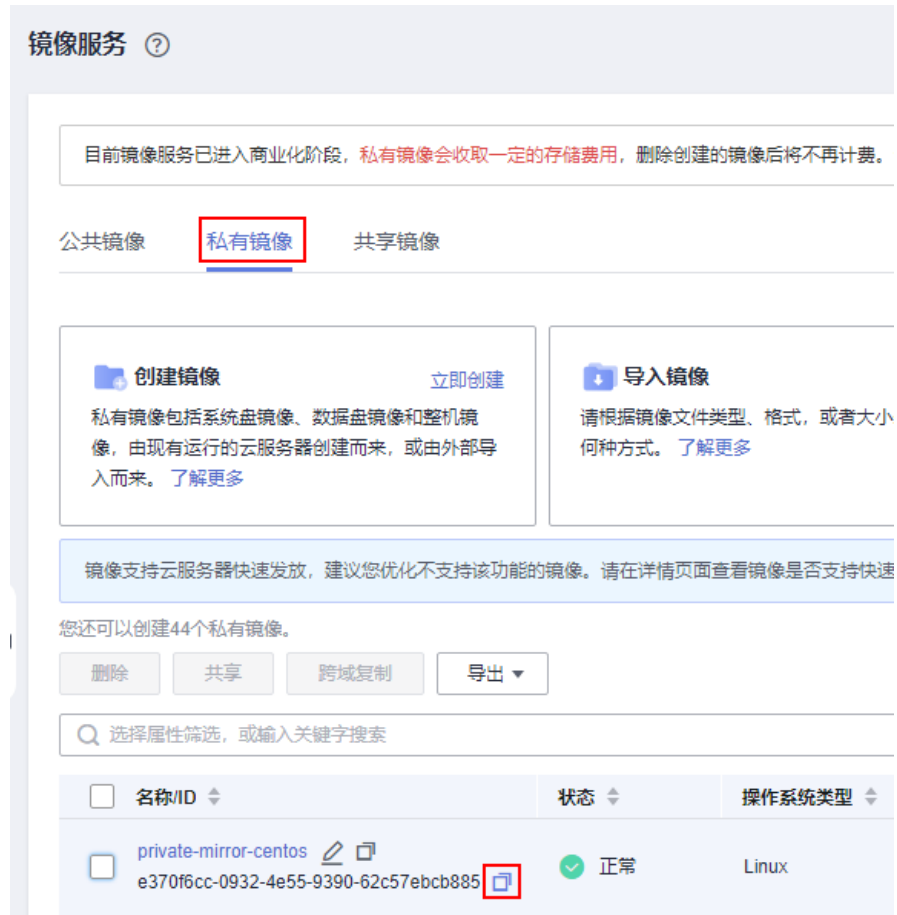 镜像服务
目前镜像服务已进入商业化阶段，私有镜像会收取一定的存储费用，删除创建的镜像后将不再计费。
公共镜像 私有镜像 共享镜像
创建镜像 立即创建
私有镜像包括系统盘镜像、数据盘镜像和整机镜
像，由现有运行的云服务器创建而来，或由外部导
入而来。 了解更多
导入镜像
请根据镜像文件类型、格式，或者大小
何种方式。 了解更多
镜像支持云服务器快速发放，建议您优化不支持该功能的镜像。请在详情页面查看镜像是否支持快速
您还可以创建44个私有镜像。
删除 共享 跨域复制 导出
选择属性筛选，或输入关键字搜索
名称/ID 状态 操作系统类型
private-mirror-centos
e370f6cc-0932-4e55-9390-62c57ebcb885 正常 Linux